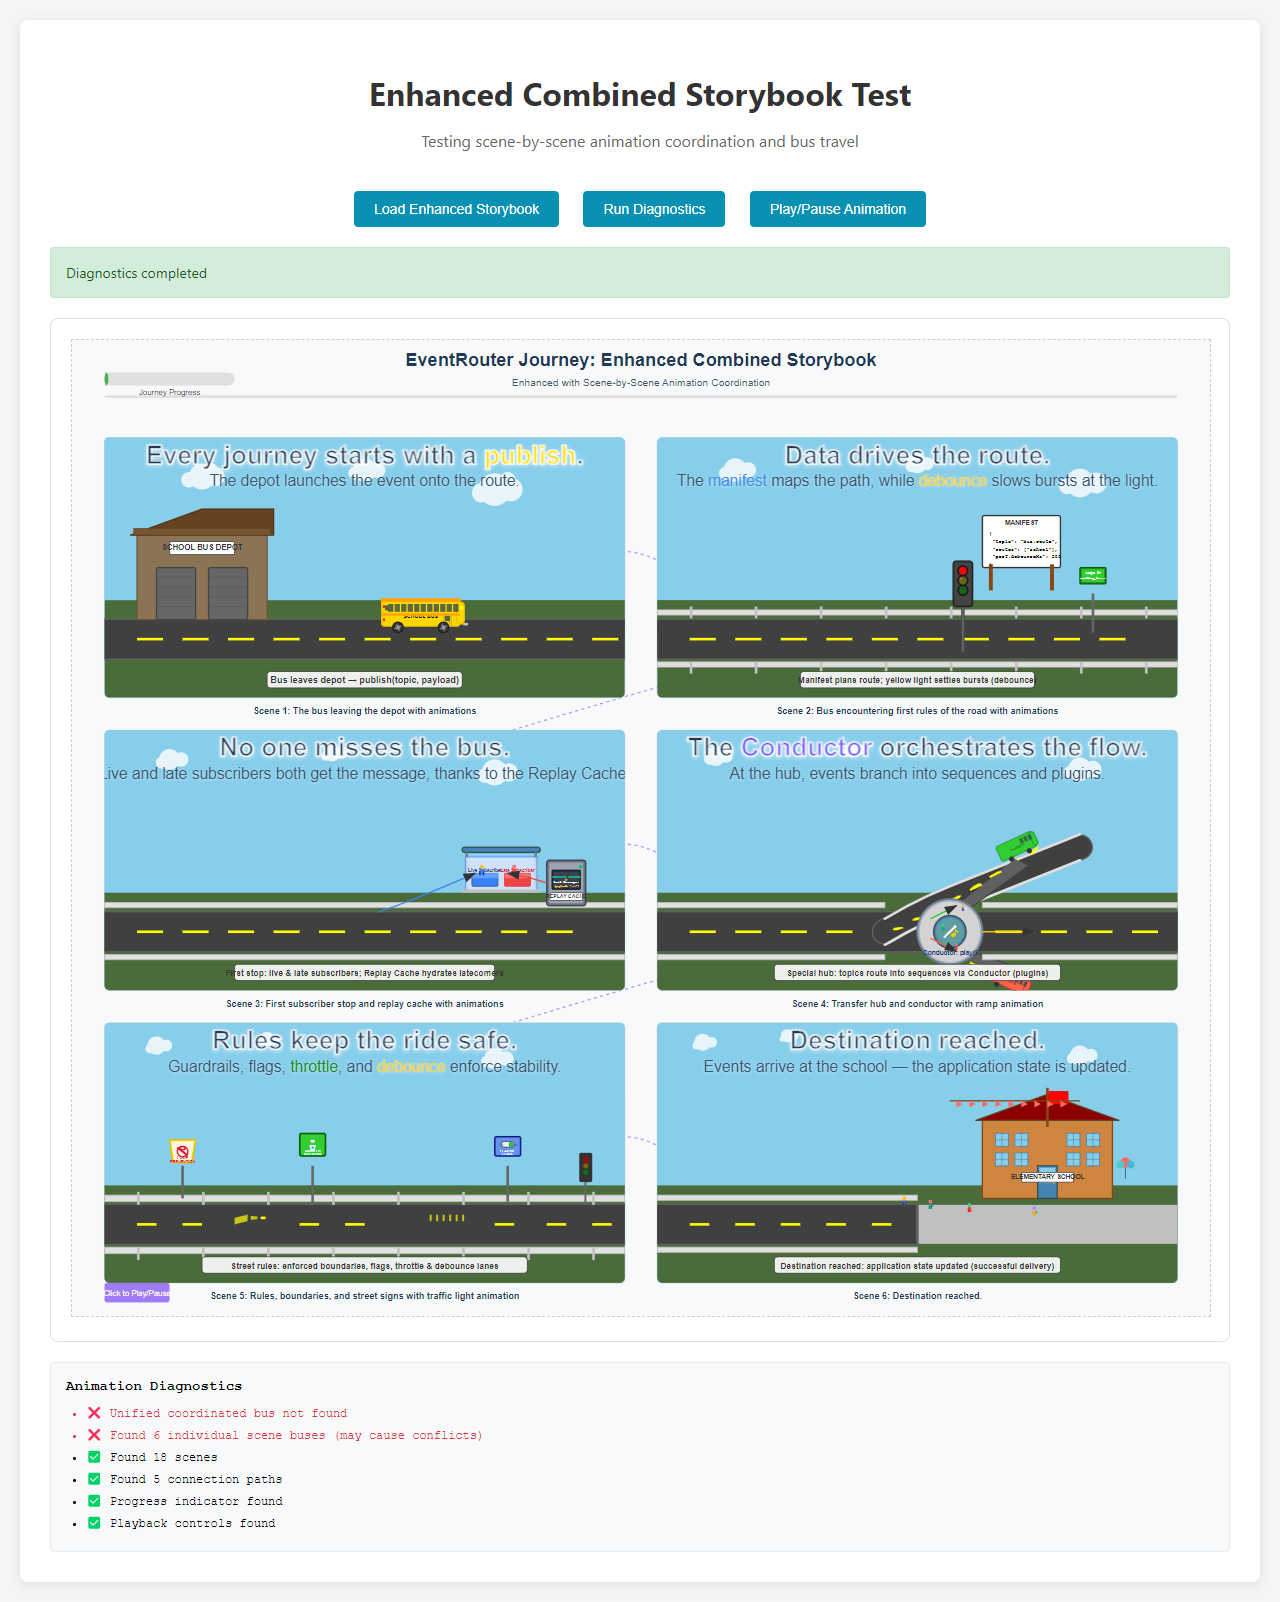 Enhanced Combined Storybook Test
Testing scene-by-scene animation coordination and bus travel
Load Enhanced Storybook
Run Diagnostics
Play/Pause Animation
Diagnostics completed
EventRouter Journey: Enhanced Combined Storybook
Enhanced with Scene-by-Scene Animation Coordination
Journey Progress
Every journey starts with a publish.
The depot launches the event onto the route.
SCHOOL BUS DEPOT
SCHOOL BUS
Bus leaves depot — publish(topic, payload)
Scene 1: The bus leaving the depot with animations
Data drives the route.
The manifest maps the path, while debounce slows bursts at the light.
MANIFEST
{
"topic": "bus.route",
"routes": ["school"],
Manifest plans route; yellow light settles bursts (debounce)
Scene 2: Bus encountering first rules of the road with animations
No one misses the bus.
Live and late subscribers both get the message, thanks to the Replay Cache
Live Subscriber
Late Subscriber
REPLAY CACHE
First stop: live & late subscribers; Replay Cache hydrates latecomers
Scene 3: First subscriber stop and replay cache with animations
The Conductor orchestrates the flow.
At the hub, events branch into sequences and plugins.
Conductor: play()
Special hub: topics route into sequences via Conductor (plugins)
Scene 4: Transfer hub and conductor with ramp animation
Rules keep the ride safe.
Guardrails, flags, throttle, and debounce enforce stability.
Street rules: enforced boundaries, flags, throttle & debounce lanes
Click to Play/Pause
Scene 5: Rules, boundaries, and street signs with traffic light animation
Destination reached.
Events arrive at the school — the application state is updated.
ELEMENTARY SCHOOL
Destination reached: application state updated (successful delivery)
Scene 6: Destination reached.
Animation Diagnostics
Unified coordinated bus not found
Found 6 individual scene buses (may cause conflicts)
Found 18 scenes
Found 5 connection paths
Progress indicator found
Playback controls found